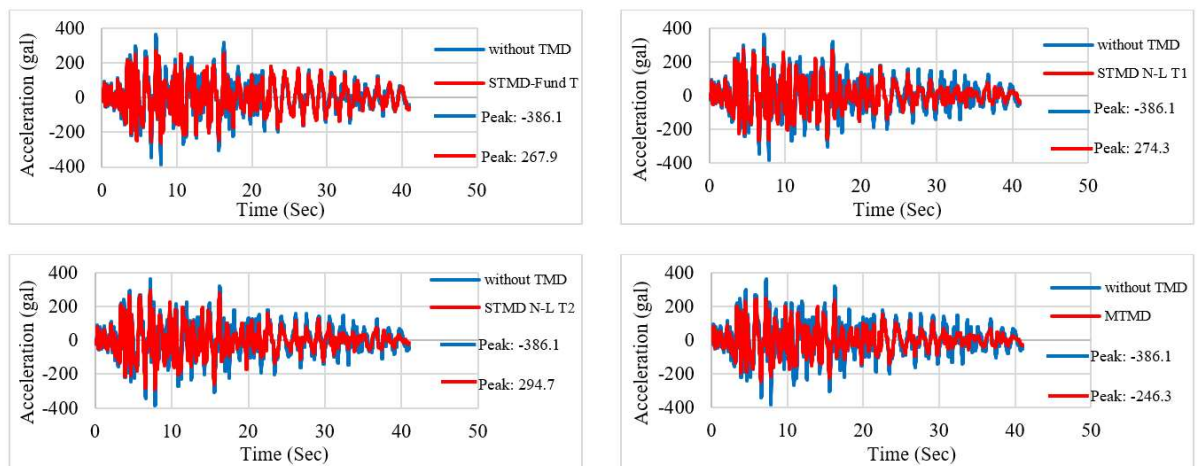 Acceleration (gal)
400
200
0
-200
-400
0 10 20 30 40 50
Time (Sec)
without TMD
STMD-Fund T
Peak: -386.1
Peak: 267.9
Acceleration (gal)
400
200
0
-200
-400
0 10 20 30 40 50
Time (Sec)
without TMD
STMD N-L T1
Peak: -386.1
Peak: 274.3
Acceleration (gal)
400
200
0
-200
-400
0 10 20 30 40 50
Time (Sec)
without TMD
STMD N-L T2
Peak: -386.1
Peak: 294.7
Acceleration (gal)
400
200
0
-200
-400
0 10 20 30 40 50
Time (Sec)
without TMD
MTMD
Peak: -386.1
Peak: -246.3